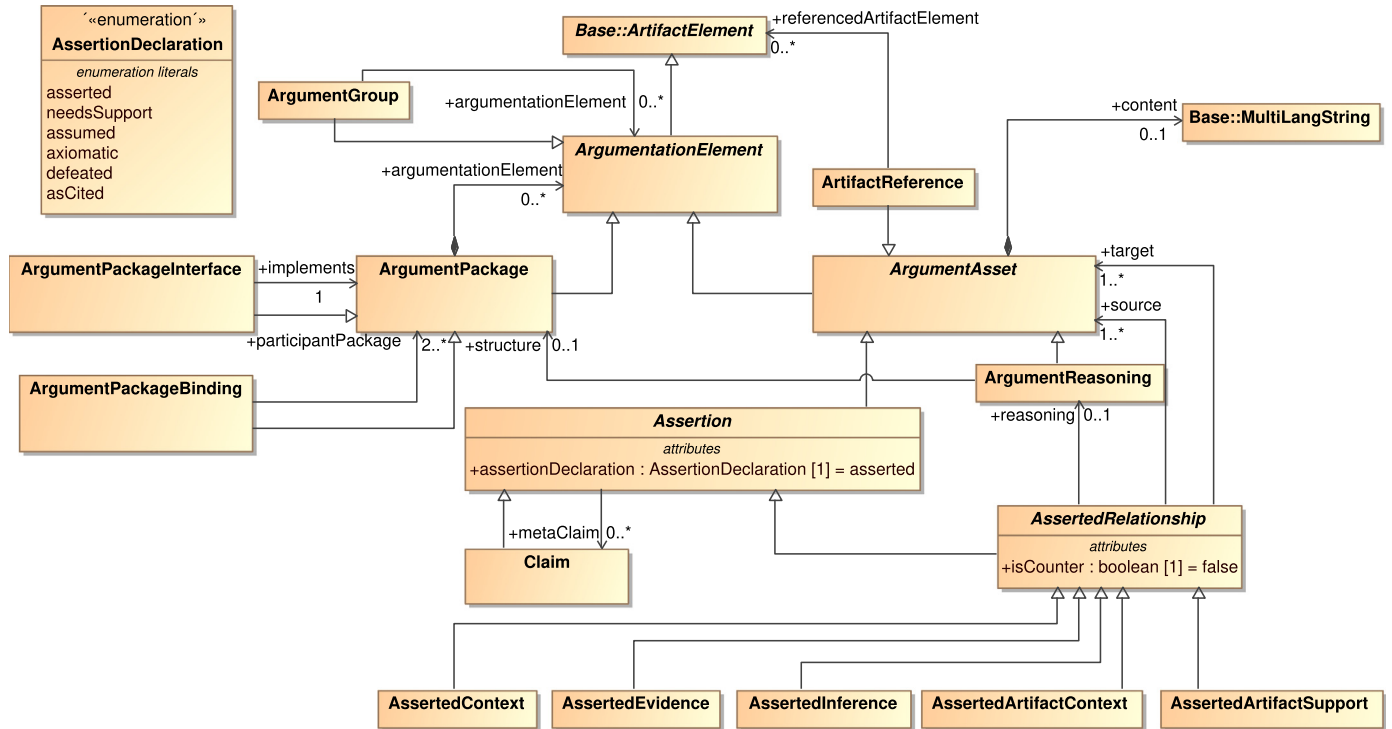 ´«enumeration´»
AssertionDeclaration
enumeration literals
asserted
needsSupport
assumed
axiomatic
defeated
asCited
Base::ArtifactElement
+referencedArtifactElement
0..*
ArgumentGroup
+argumentationElement
0..*
+content
0..1
Base::MultiLangString
ArgumentationElement
+argumentationElement
0..*
ArtifactReference
ArgumentPackageInterface
+implements
1
ArgumentPackage
ArgumentAsset
+target
1..*
+source
1..*
+participantPackage
2..*
+structure
0..1
ArgumentPackageBinding
ArgumentReasoning
+reasoning
0..1
Assertion
attributes
+assertionDeclaration : AssertionDeclaration [1] = asserted
+metaClaim
0..*
Claim
AssertedRelationship
attributes
+isCounter : boolean [1] = false
AssertedContext
AssertedEvidence
AssertedInference
AssertedArtifactContext
AssertedArtifactSupport